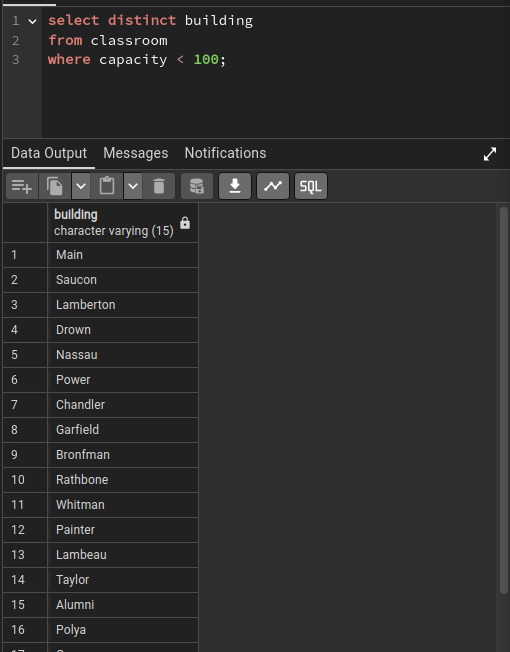 1 select distinct building
2 from classroom
3 where capacity < 100;
Data Output Messages Notifications
SQL
building
character varying (15)
1 Main
2 Saucon
3 Lamberton
4 Drown
5 Nassau
6 Power
7 Chandler
8 Garfield
9 Bronfman
10 Rathbone
11 Whitman
12 Painter
13 Lambeau
14 Taylor
15 Alumni
16 Polya